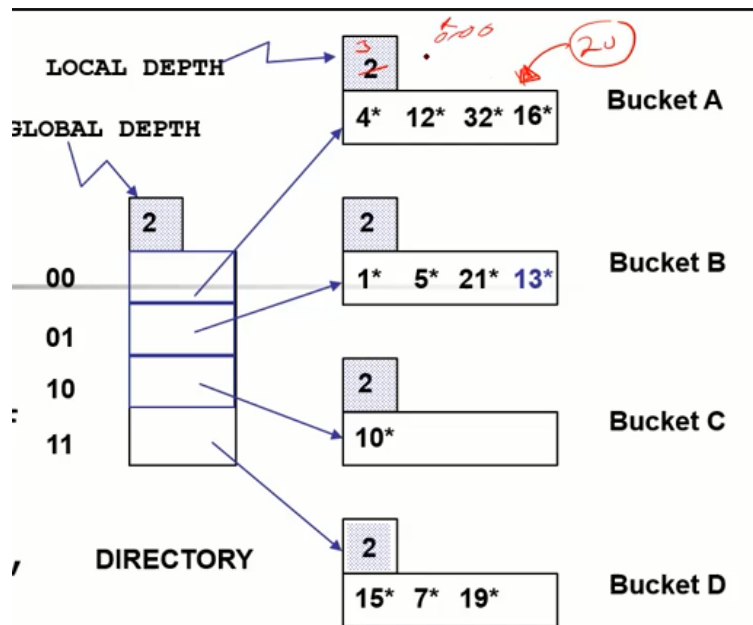 LOCAL DEPTH
GLOBAL DEPTH
3
2
20
4* 12* 32* 16*
Bucket A
2
00
01
10
11
DIRECTORY
2
1* 5* 21* 13*
Bucket B
2
10*
Bucket C
2
15* 7* 19*
Bucket D